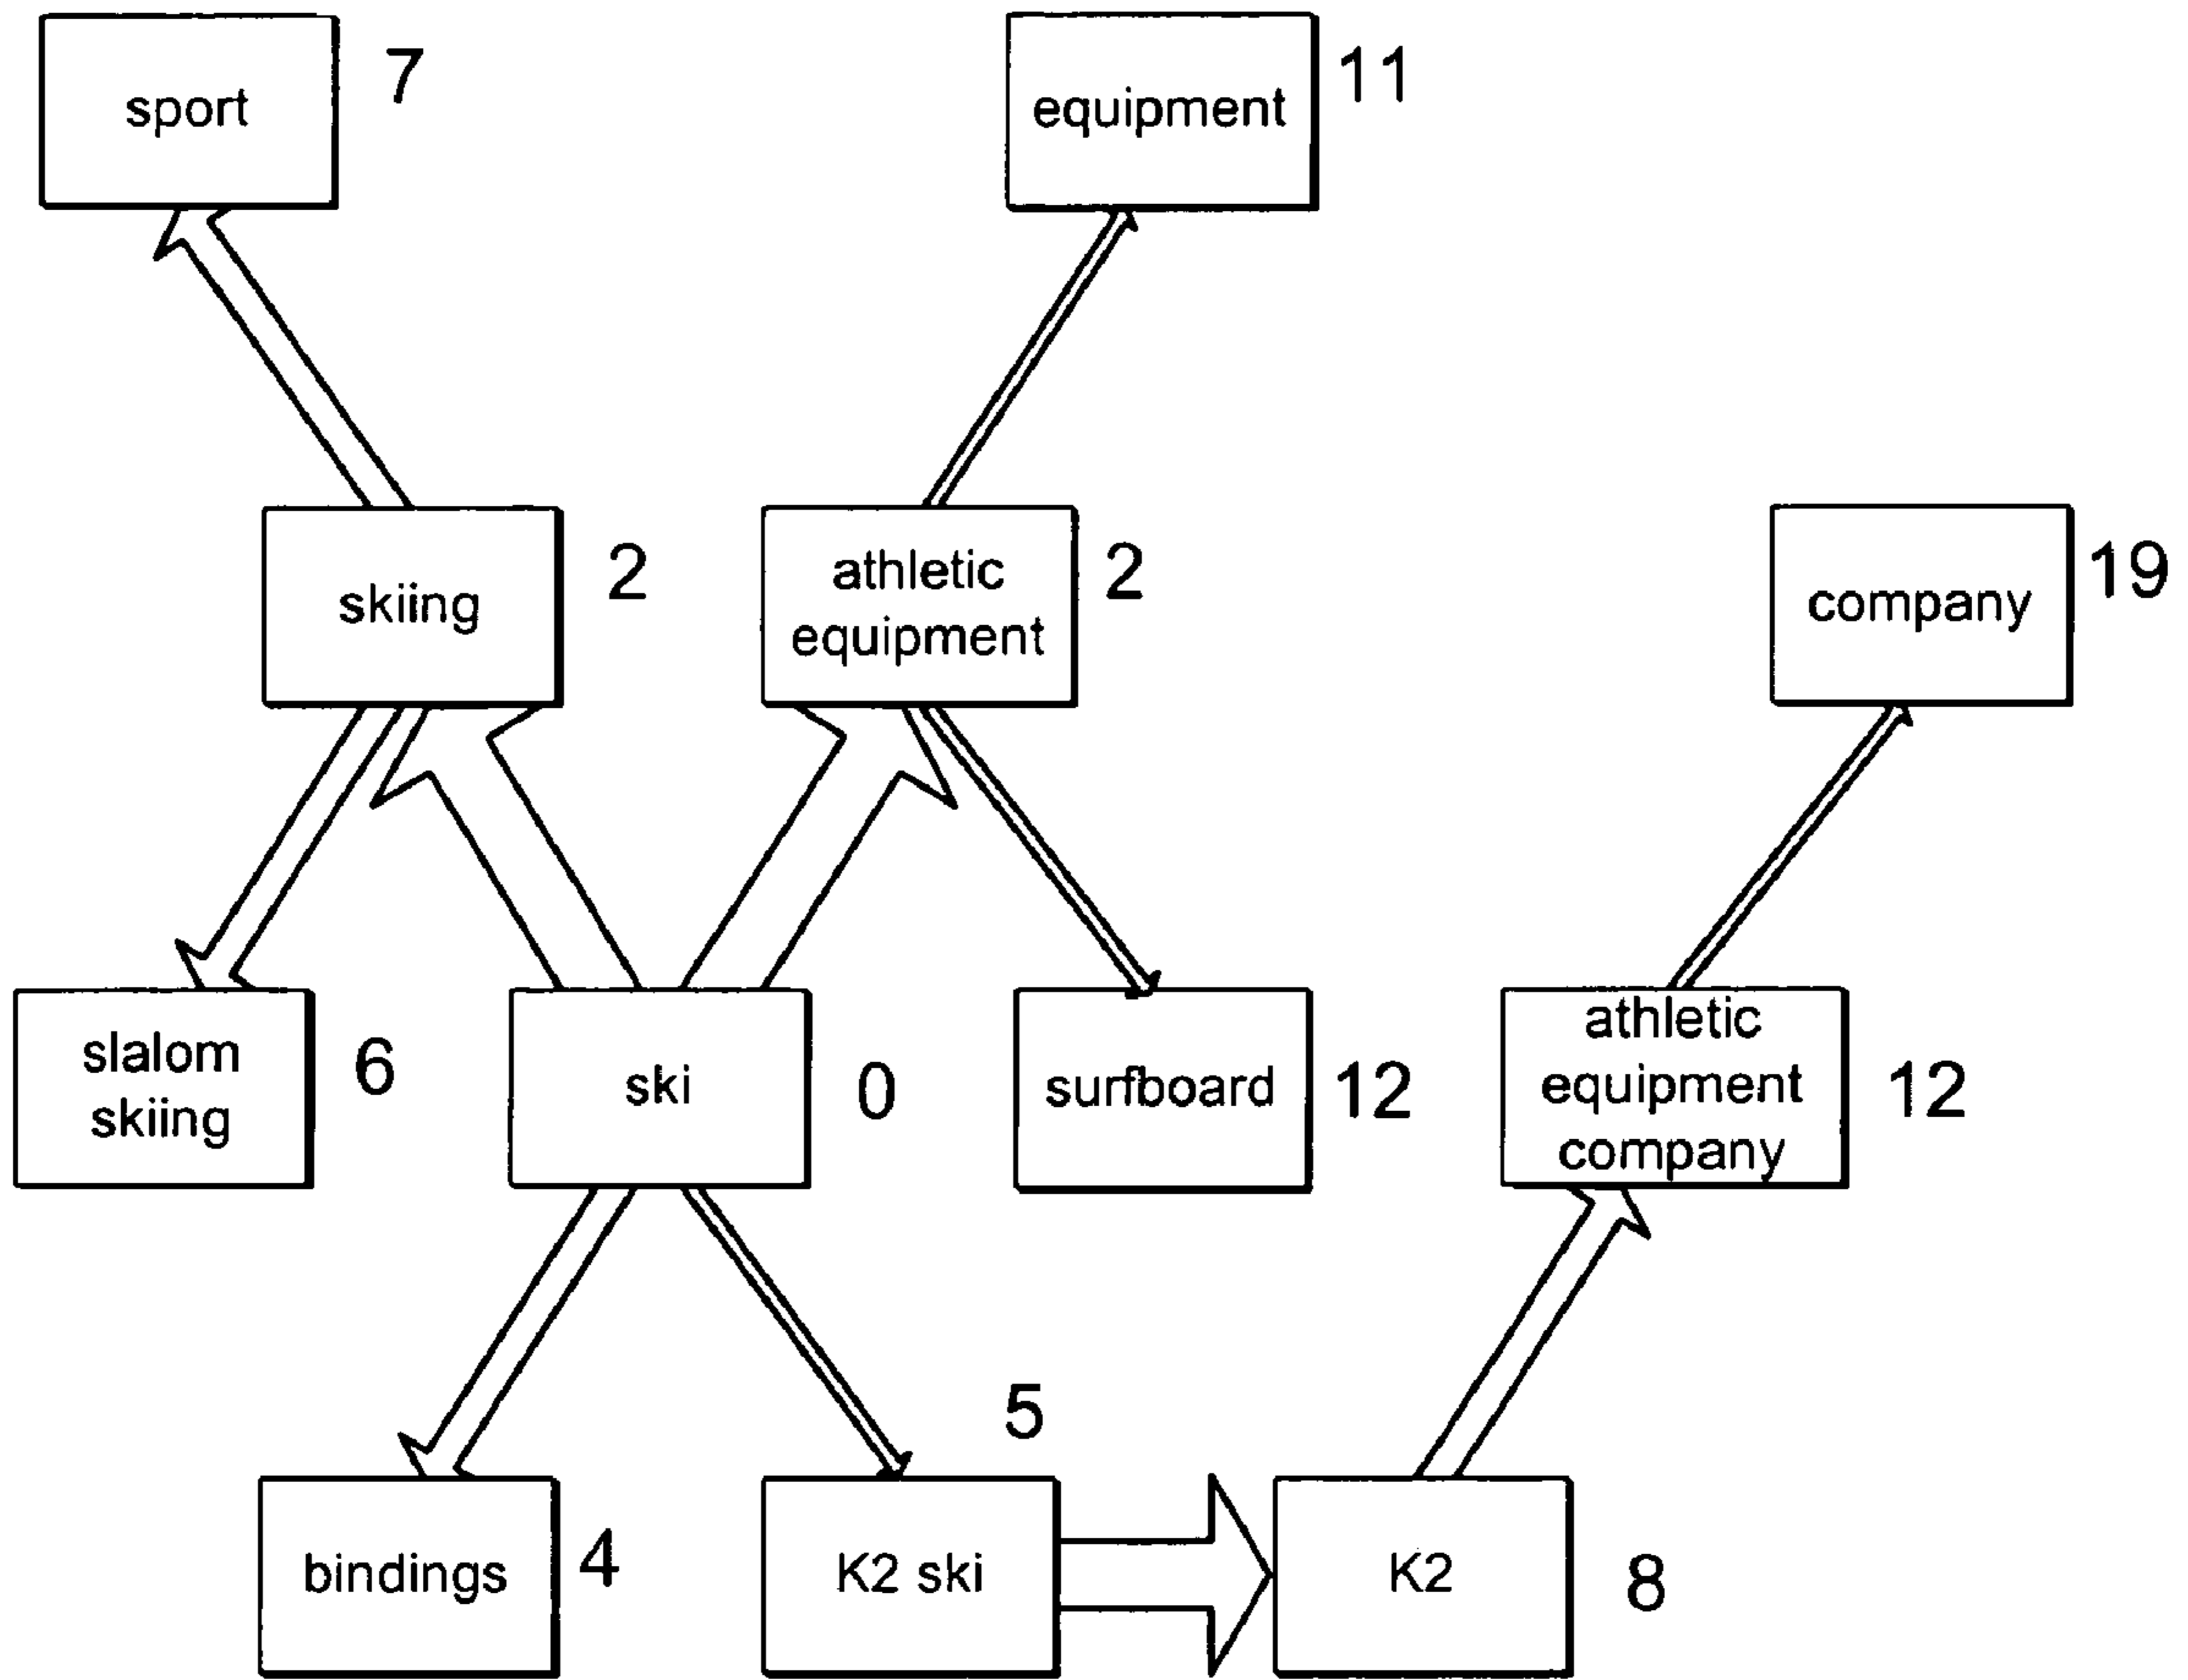 sport
7
equipment
11
skiing
2
athletic
equipment
2
company
19
slalom
skiing
6
ski
0
surfboard
12
athletic
equipment
company
12
bindings
4
K2 ski
5
K2
8